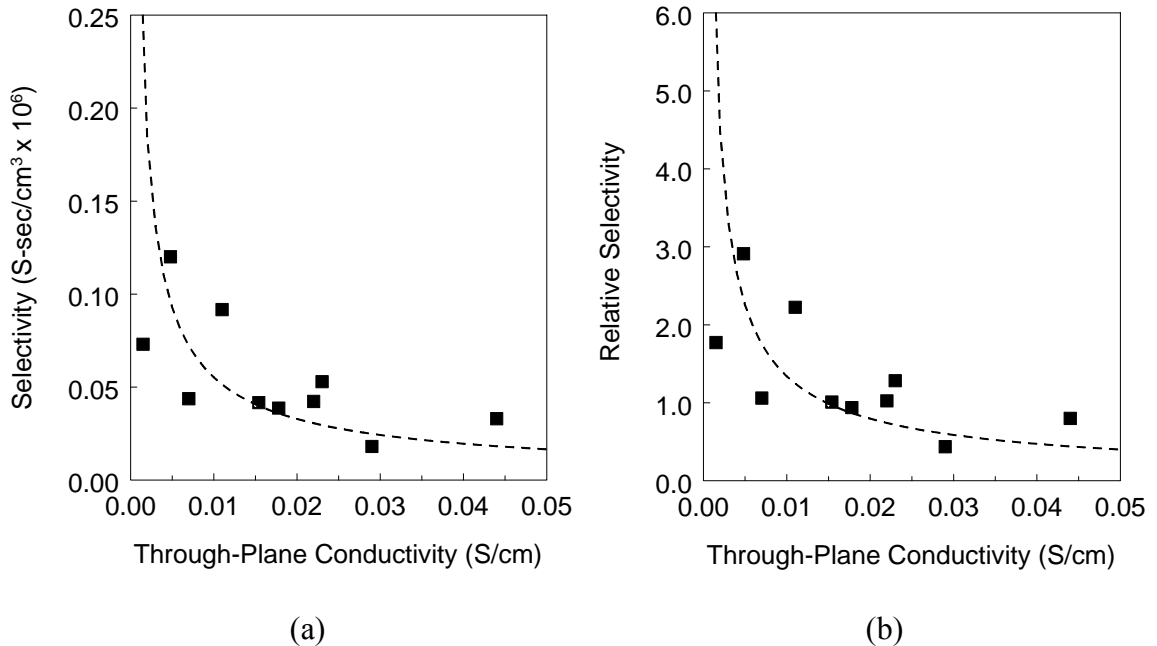 0.25
0.20
0.15
0.10
0.05
0.00
Selectivity (S-sec/cm³ x 10⁶)
0.00 0.01 0.02 0.03 0.04 0.05
Through-Plane Conductivity (S/cm)
(a)
6.0
5.0
4.0
3.0
2.0
1.0
0.0
Relative Selectivity
0.00 0.01 0.02 0.03 0.04 0.05
Through-Plane Conductivity (S/cm)
(b)